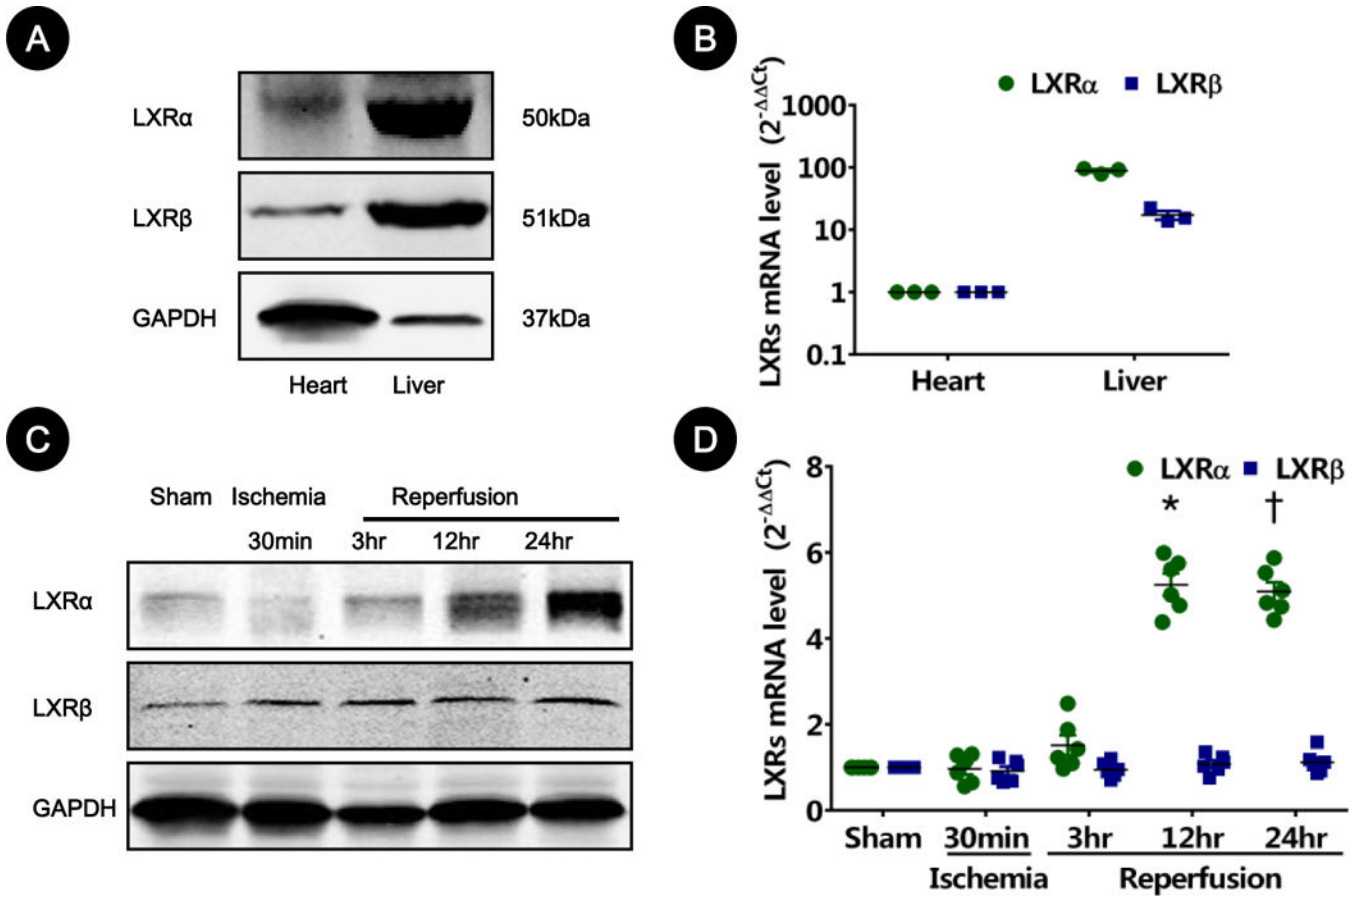 A
LXRα 50kDa
LXRβ 51kDa
GAPDH 37kDa
Heart Liver
B
LXRα LXRβ
LXRs mRNA level (2^-ΔΔCt)
1000
100
10
1
0.1
Heart Liver
C
Sham Ischemia Reperfusion
30min 3hr 12hr 24hr
LXRα
LXRβ
GAPDH
D
LXRα LXRβ
* †
LXRs mRNA level (2^-ΔΔCt)
8
6
4
2
0
Sham 30min 3hr 12hr 24hr
Ischemia Reperfusion